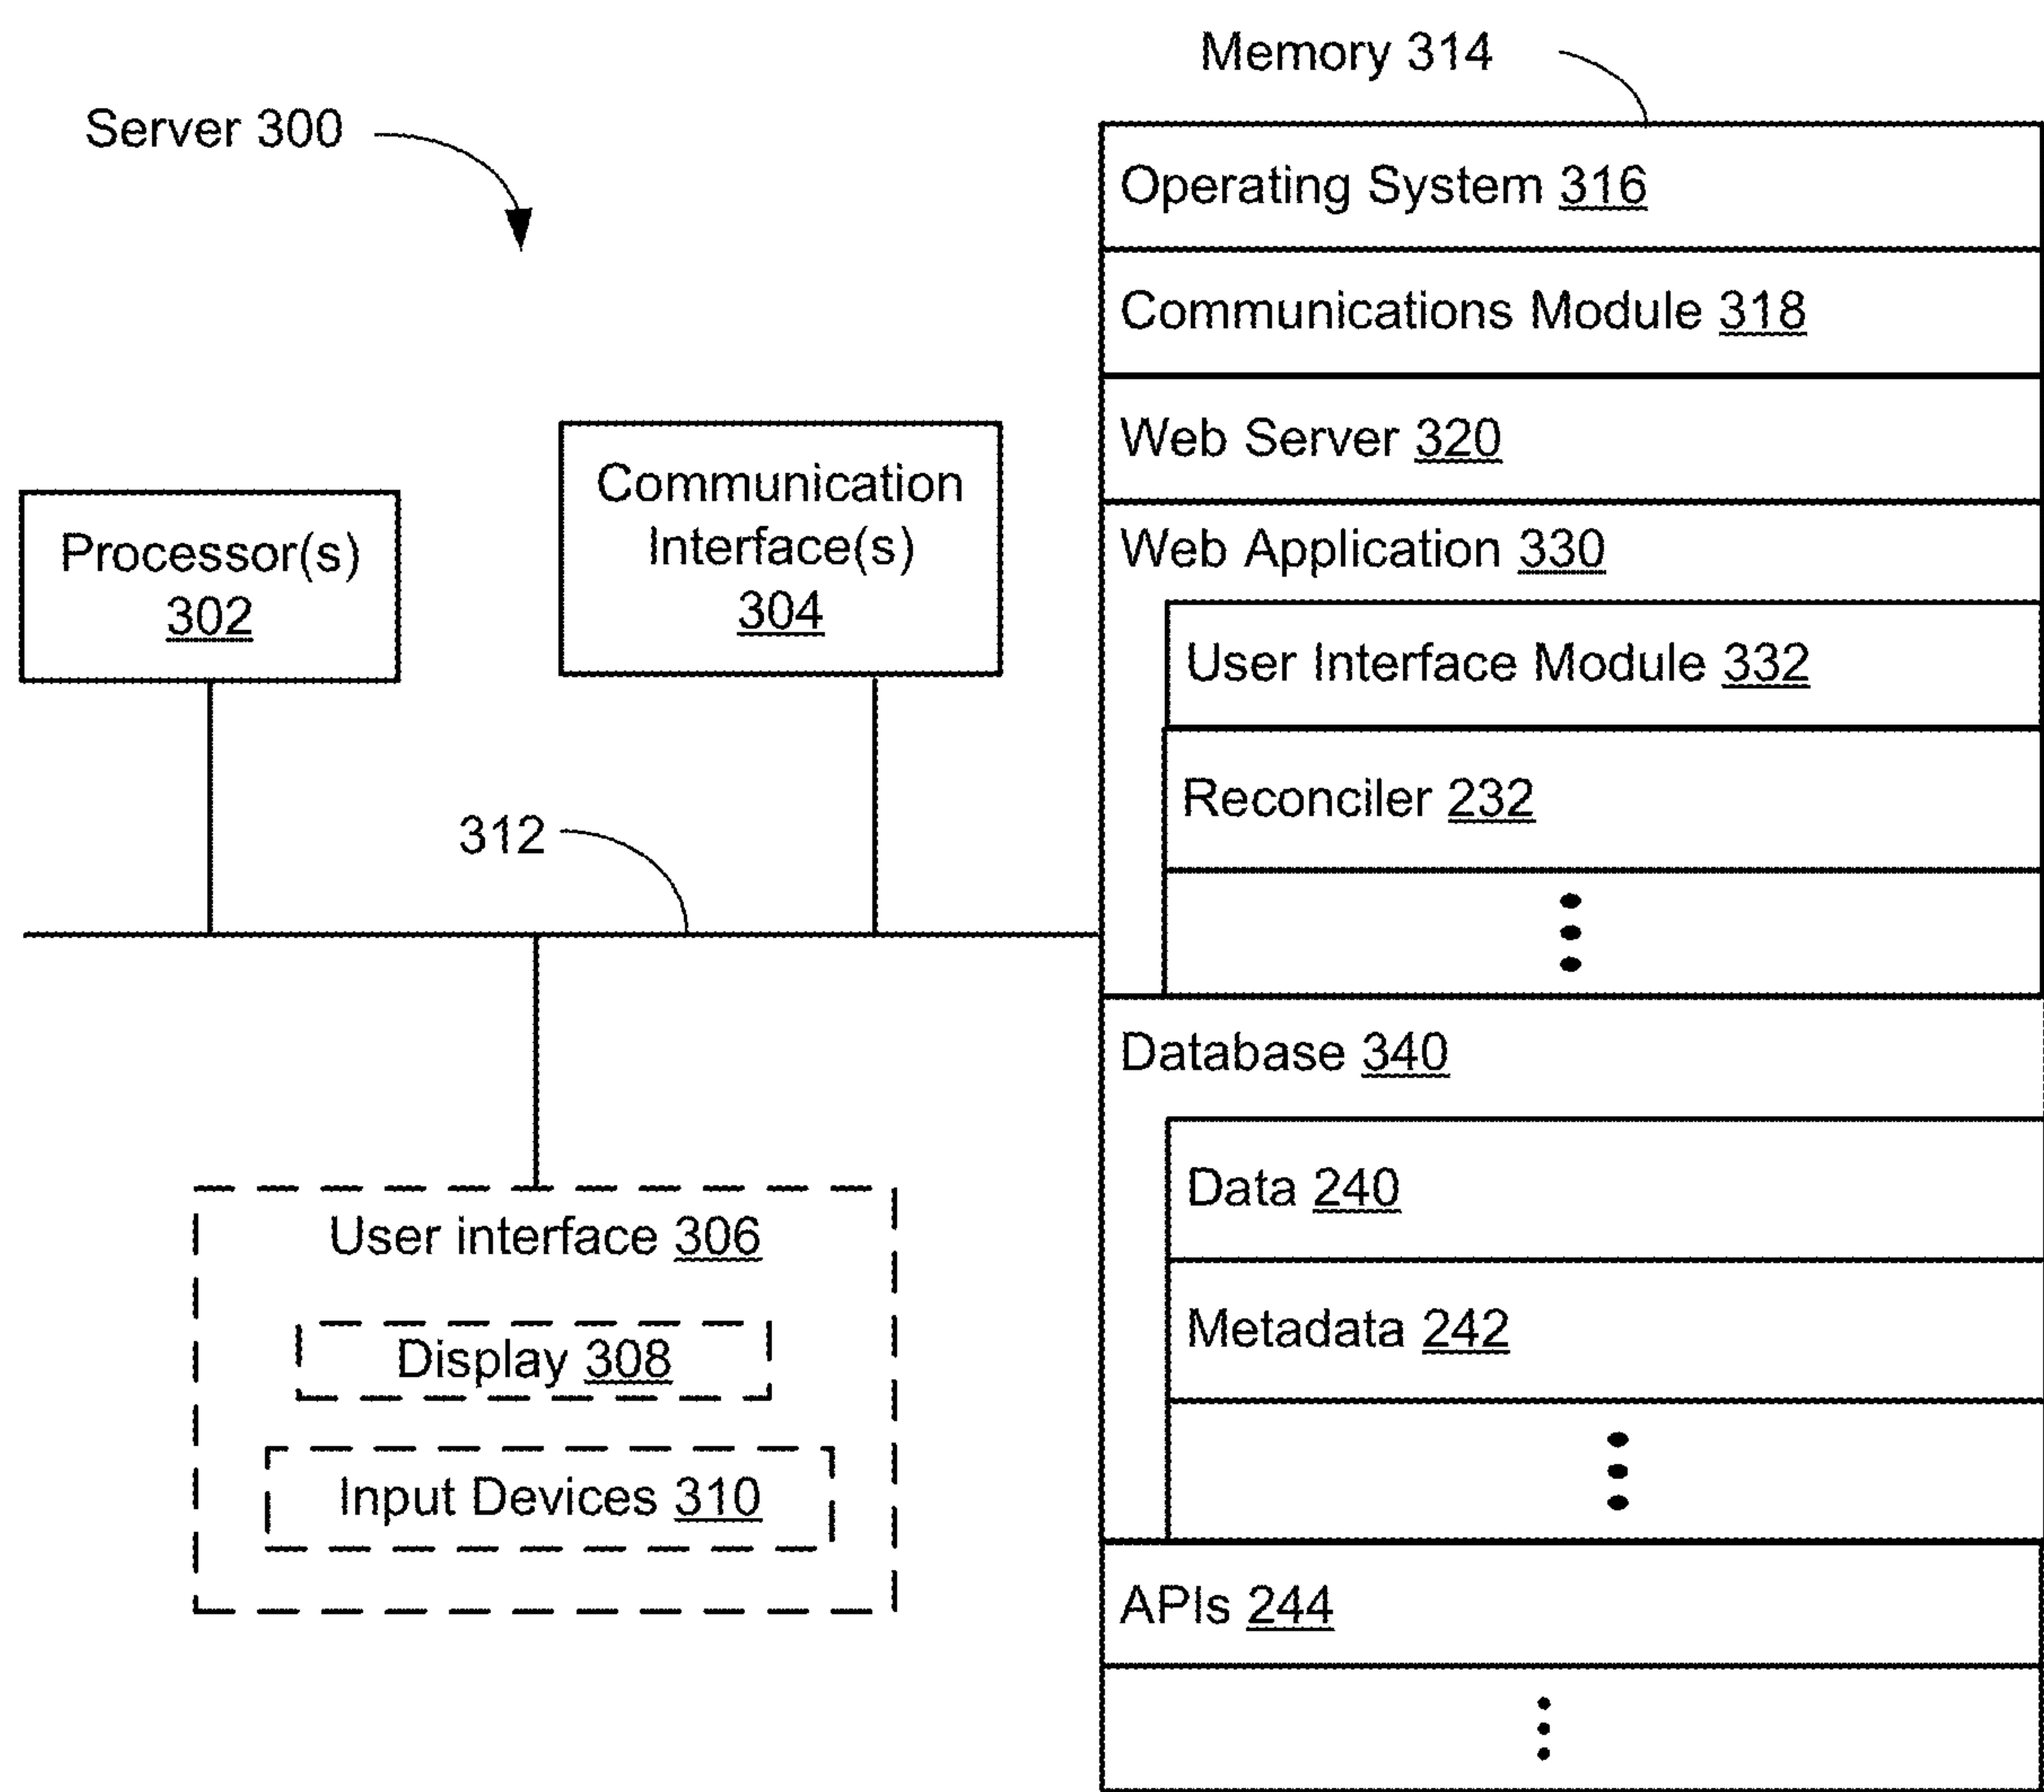 Memory 314
Server 300
Operating System 316
Communications Module 318
Web Server 320
Web Application 330
User Interface Module 332
Reconciler 232
Database 340
Data 240
Metadata 242
APIs 244
Processor(s)
302
Communication
Interface(s)
304
312
User interface 306
Display 308
Input Devices 310